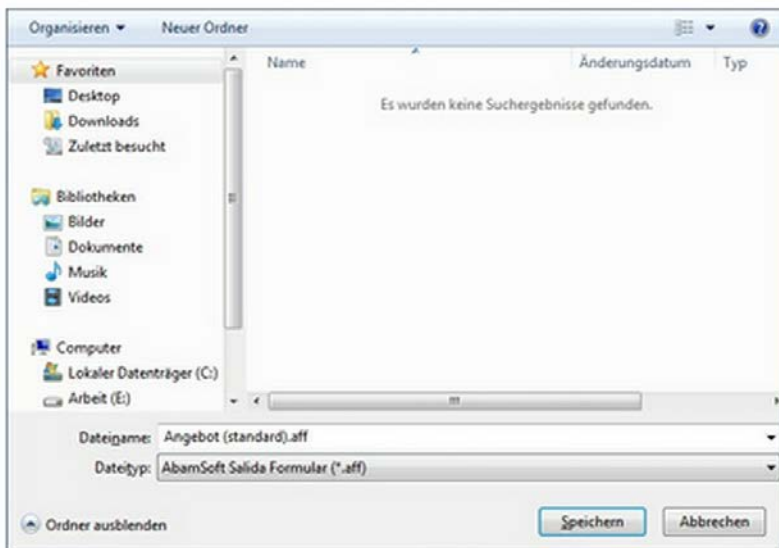 Organisieren Neuer Ordner
Name Änderungsdatum Typ
Es wurden keine Suchergebnisse gefunden.
Favoriten
Desktop
Downloads
Zuletzt besucht
Bibliotheken
Bilder
Dokumente
Musik
Videos
Computer
Lokaler Datenträger (C:)
Arbeit (E:)
Dateiname: Angebot (standard).aff
Dateityp: AbamSoft Salida Formular (*.aff)
Ordner ausblenden Speichern Abbrechen